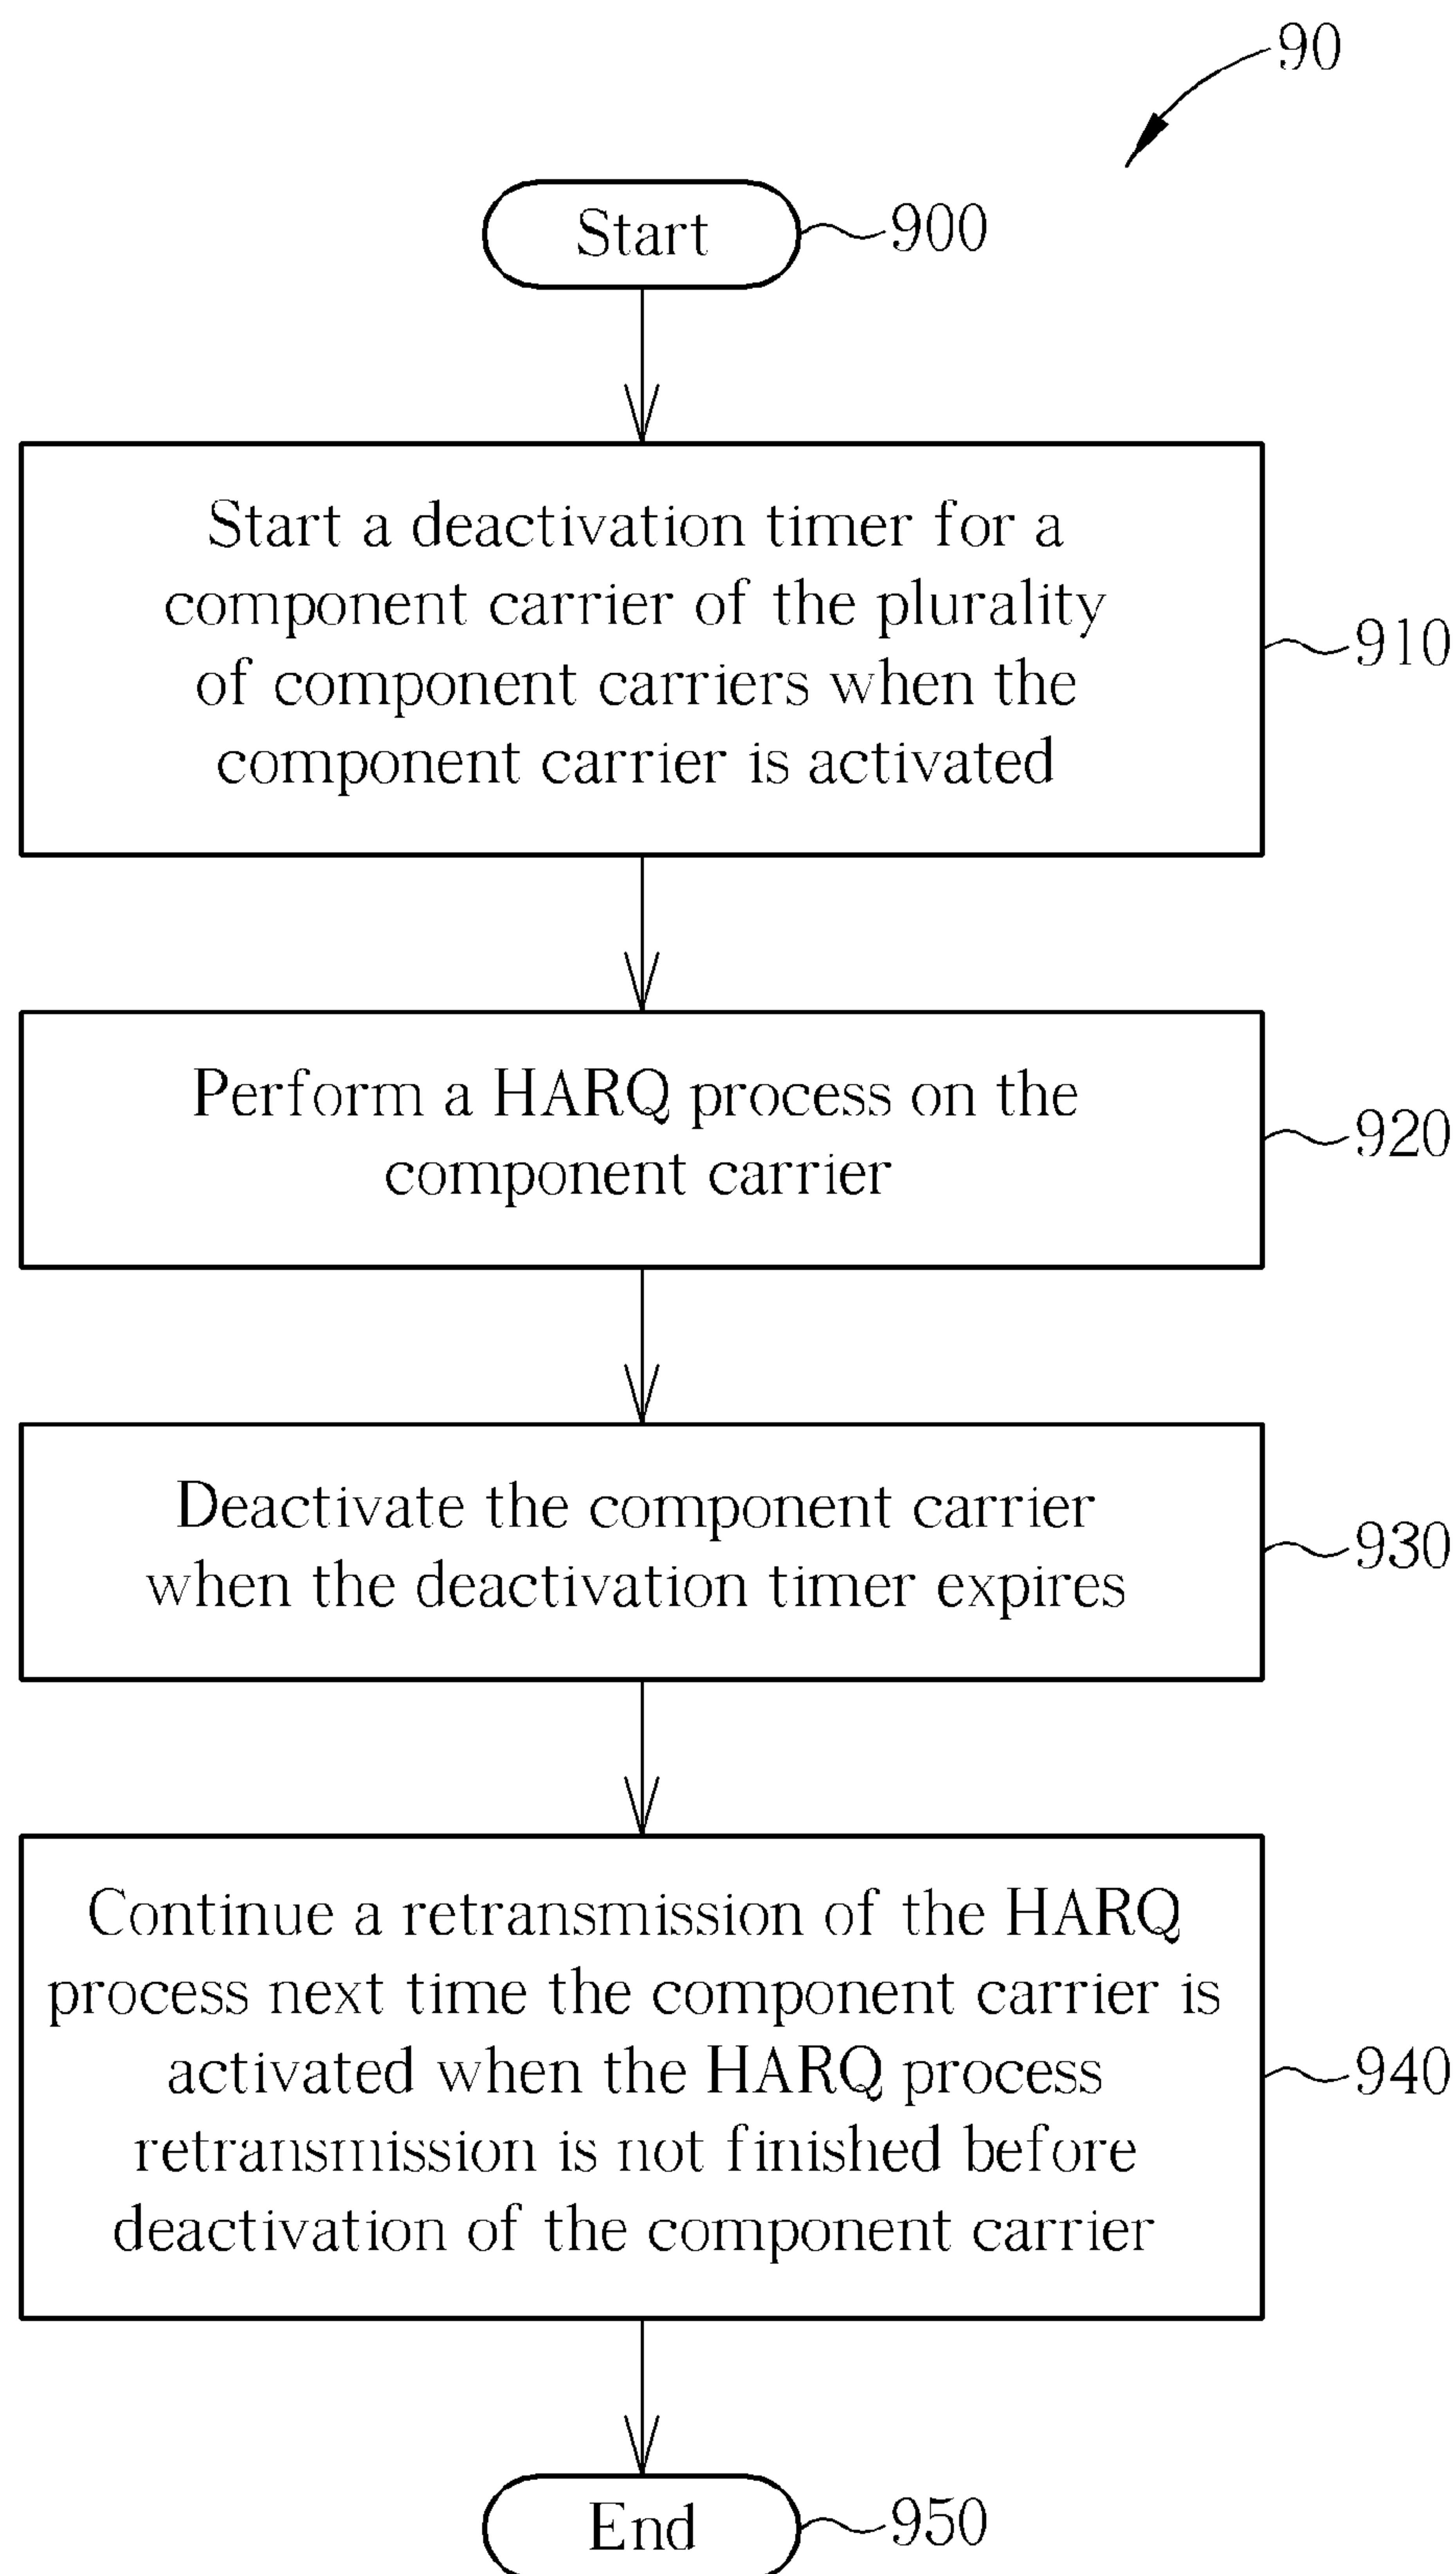 90
Start
900
Start a deactivation timer for a
component carrier of the plurality
of component carriers when the
component carrier is activated
910
Perform a HARQ process on the
component carrier
920
Deactivate the component carrier
when the deactivation timer expires
930
Continue a retransmission of the HARQ
process next time the component carrier is
activated when the HARQ process
retransmission is not finished before
deactivation of the component carrier
940
End
950